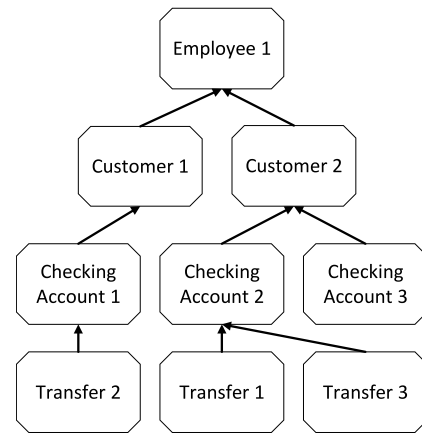 Employee 1
Customer 1
Customer 2
Checking
Account 1
Checking
Account 2
Checking
Account 3
Transfer 2
Transfer 1
Transfer 3